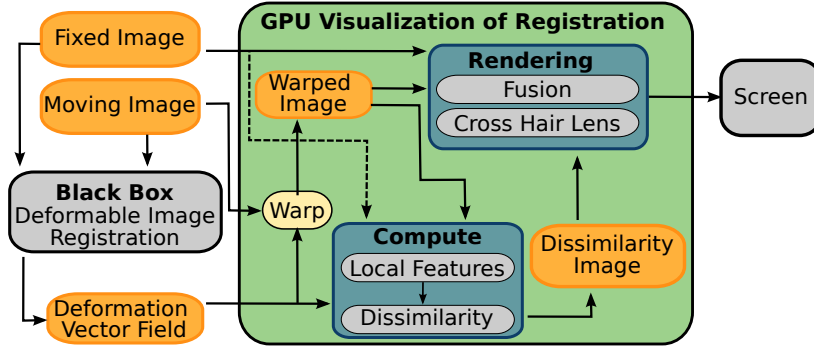 GPU Visualization of Registration
Fixed Image
Moving Image
Black Box
Deformable Image
Registration
Deformation
Vector Field
Warped
Image
Warp
Rendering
Fusion
Cross Hair Lens
Compute
Local Features
Dissimilarity
Dissimilarity
Image
Screen